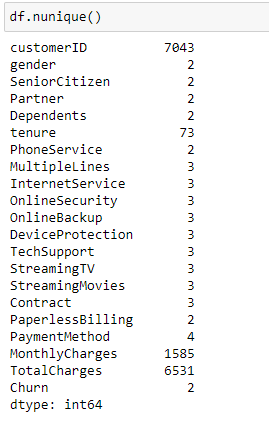 df.nunique()
customerID 7043
gender 2
SeniorCitizen 2
Partner 2
Dependents 2
tenure 73
PhoneService 2
MultipleLines 3
InternetService 3
OnlineSecurity 3
OnlineBackup 3
DeviceProtection 3
TechSupport 3
StreamingTV 3
StreamingMovies 3
Contract 3
PaperlessBilling 2
PaymentMethod 4
MonthlyCharges 1585
TotalCharges 6531
Churn 2
dtype: int64